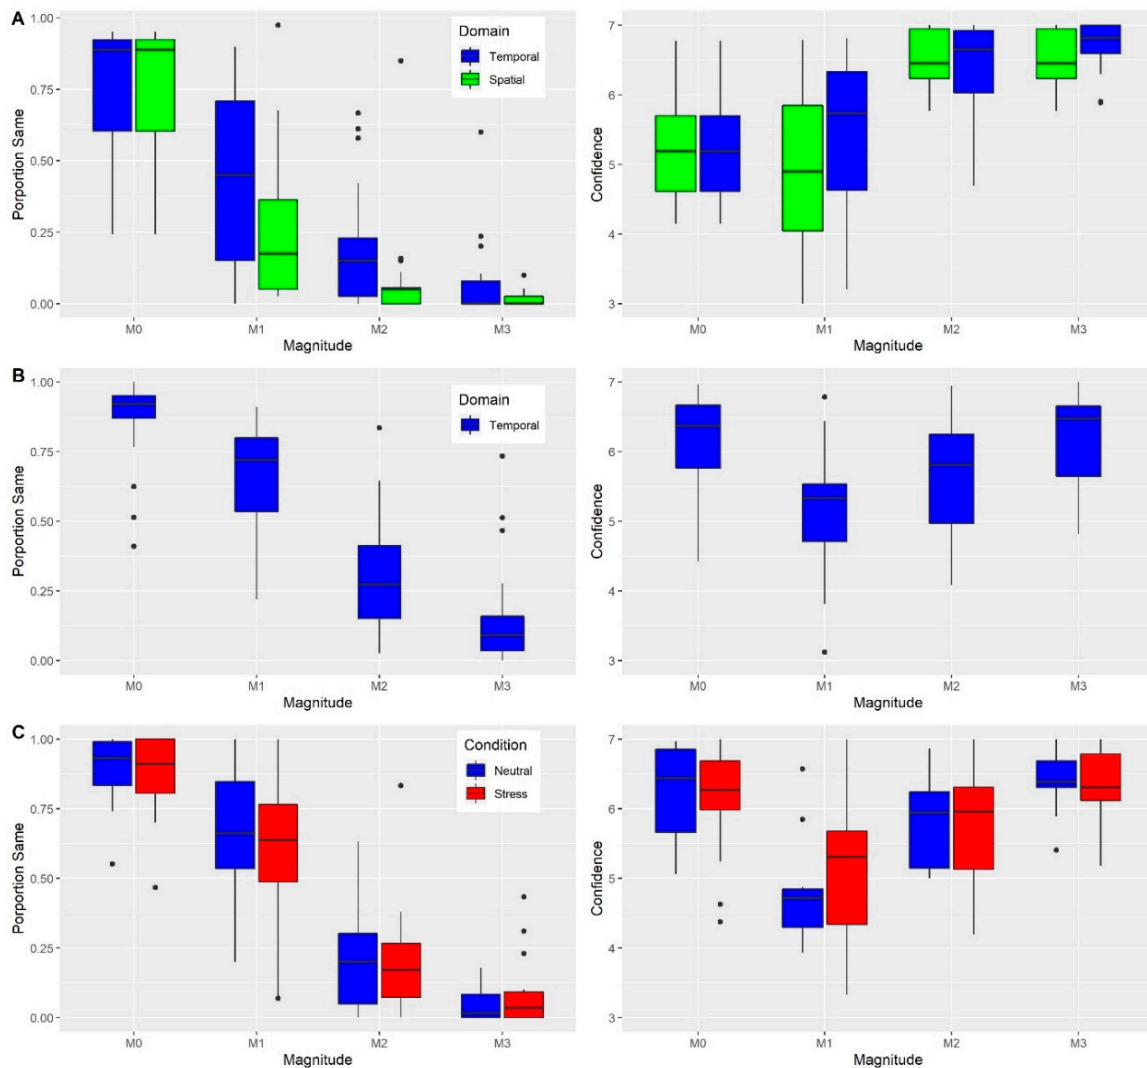 A
1.00
0.75
0.50
0.25
0.00
Porportion Same
M0 M1 M2 M3
Magnitude
Domain
Temporal
Spatial
7
6
5
4
3
Confidence
M0 M1 M2 M3
Magnitude
B
1.00
0.75
0.50
0.25
0.00
Porportion Same
M0 M1 M2 M3
Magnitude
Domain
Temporal
7
6
5
4
3
Confidence
M0 M1 M2 M3
Magnitude
C
1.00
0.75
0.50
0.25
0.00
Porportion Same
M0 M1 M2 M3
Magnitude
Condition
Neutral
Stress
7
6
5
4
3
Confidence
M0 M1 M2 M3
Magnitude